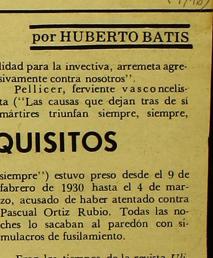 por HUBERTO BATIS
lidad para la invectiva, arremeta agre-
sivamente contra nosotros".
Pellicer, ferviente vasconcelis-
ta ("Las causas que dejan tras de sí
mártires triunfan siempre, siempre,
QUISITOS
siempre") estuvo preso desde el 9 de
fabrero de 1930 hasta el 4 de mar-
zo, acusado de haber atentado contra
Pascual Ortiz Rubio. Todas las no-
ches lo sacaban al paredón con si-
mulacros de fusilamiento.